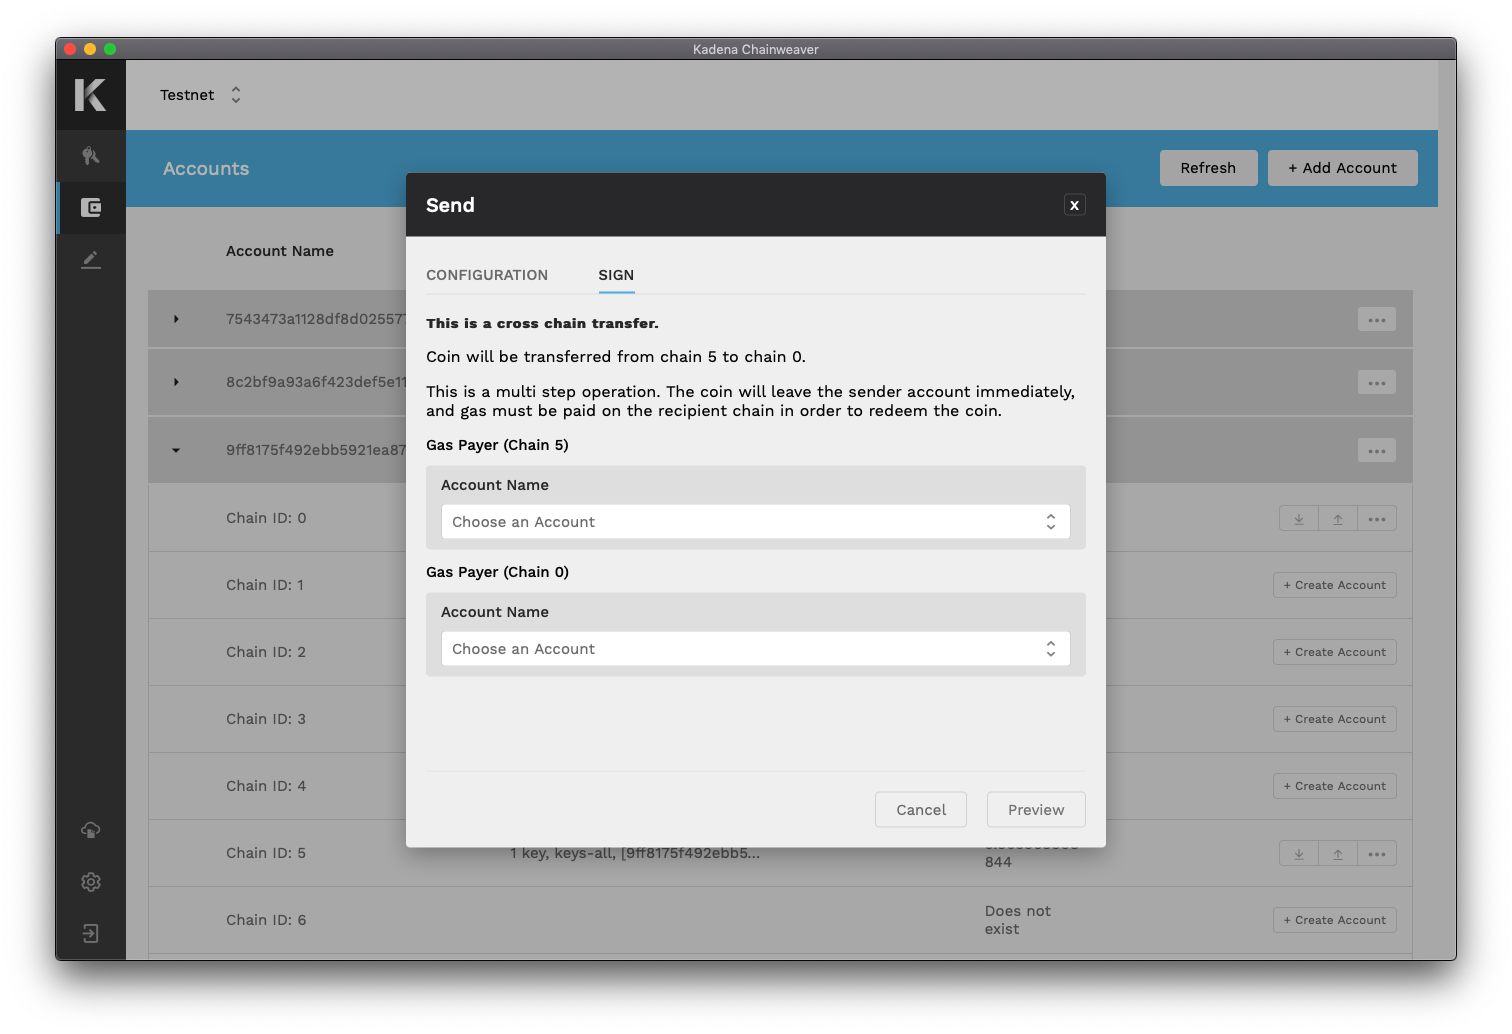 Kadena Chainweaver
Testnet
Accounts
Refresh
+ Add Account
Account Name
7543473a1128df8d02557
8c2bf9a93a6f423def5e11
9ff8175f492ebb5921ea87
Send
X
CONFIGURATION SIGN
This is a cross chain transfer.
Coin will be transferred from chain 5 to chain 0.
This is a multi step operation. The coin will leave the sender account immediately,
and gas must be paid on the recipient chain in order to redeem the coin.
Gas Payer (Chain 5)
Account Name
Choose an Account
Gas Payer (Chain 0)
Account Name
Choose an Account
Cancel
Preview
Chain ID: 0
Chain ID: 1
+ Create Account
Chain ID: 2
+ Create Account
Chain ID: 3
+ Create Account
Chain ID: 4
+ Create Account
Chain ID: 5
1 key, keys-all, [9ff8175f492ebb5...
844
Chain ID: 6
Does not
exist
+ Create Account